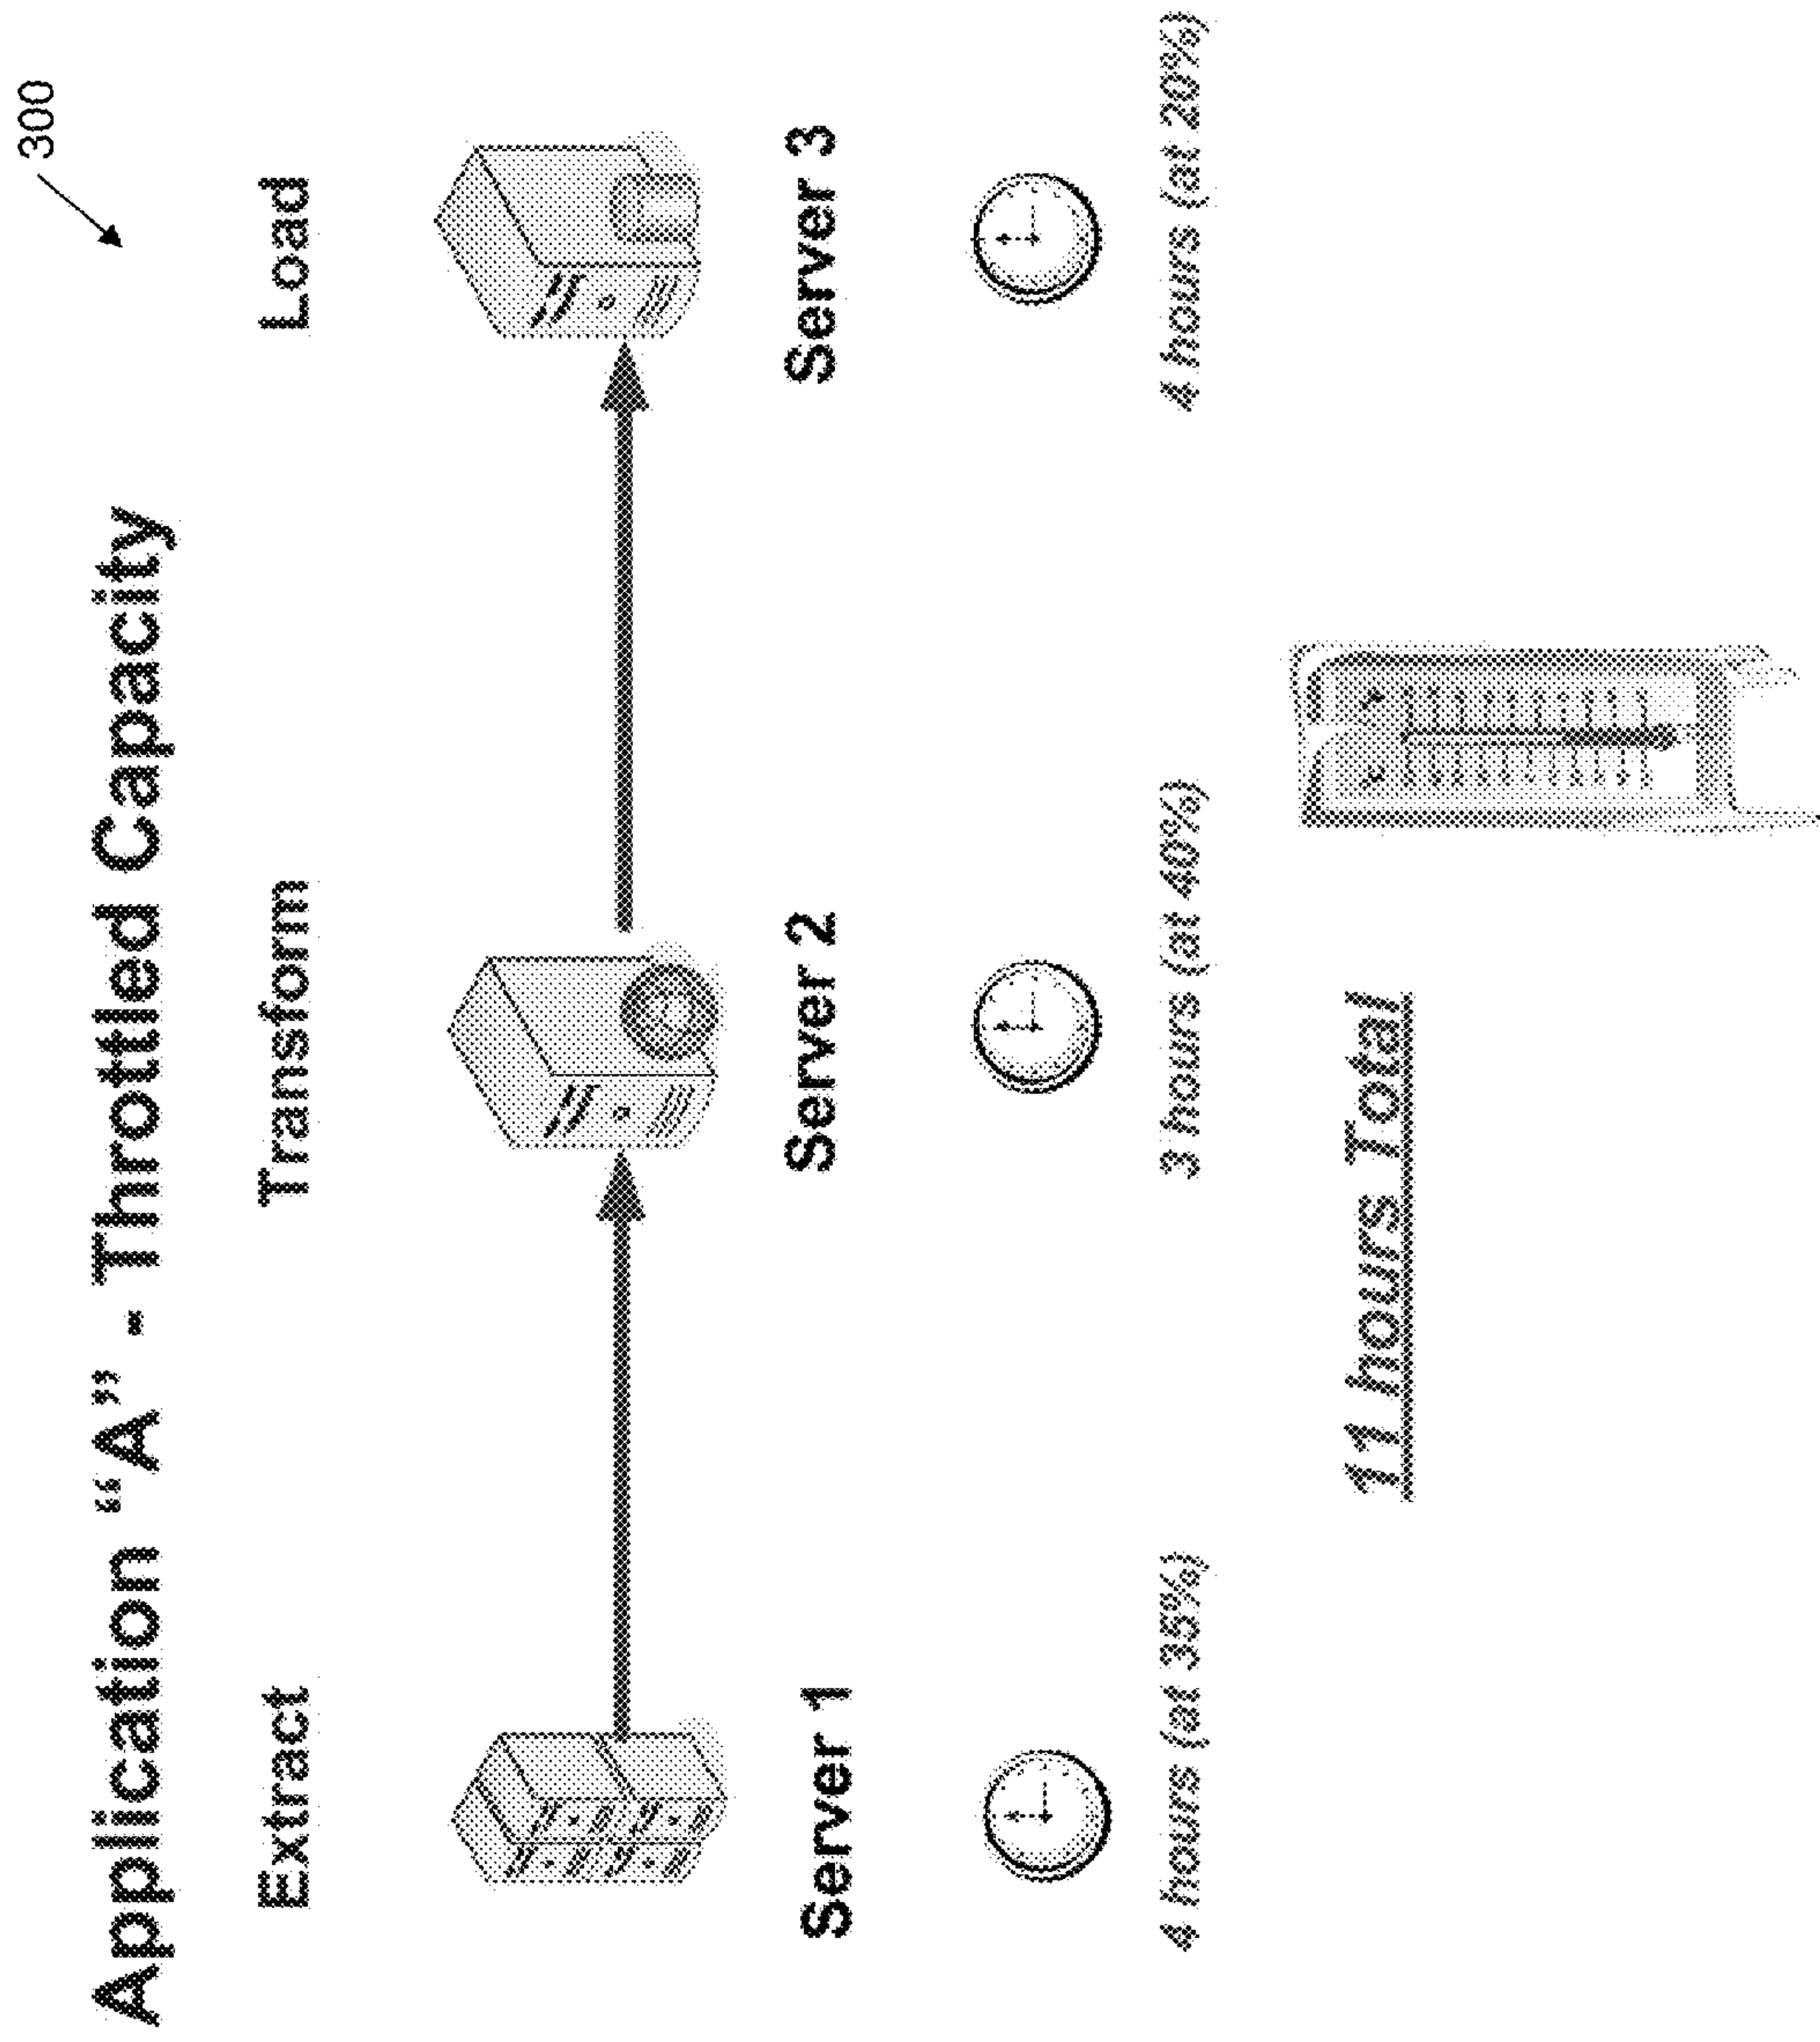 300
Application “A” - Throttled Capacity
Extract
Transform
Load
Server 1
Server 2
Server 3
4 hours (at 35%)
3 hours (at 40%)
4 hours (at 20%)
11 hours Total